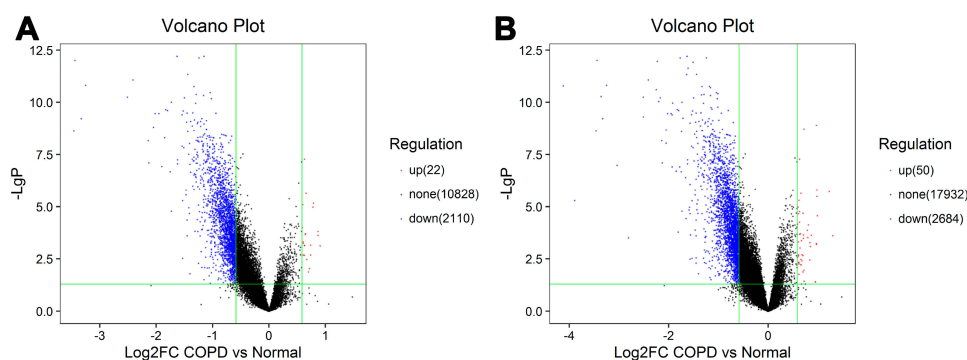 A
Volcano Plot
12.5
10.0
7.5
5.0
2.5
0.0
-LgP
-3
-2
-1
0
1
Log2FC COPD vs Normal
Regulation
up(22)
none(10828)
down(2110)
B
Volcano Plot
12.5
10.0
7.5
5.0
2.5
0.0
-LgP
-4
-2
0
Log2FC COPD vs Normal
Regulation
up(50)
none(17932)
down(2684)